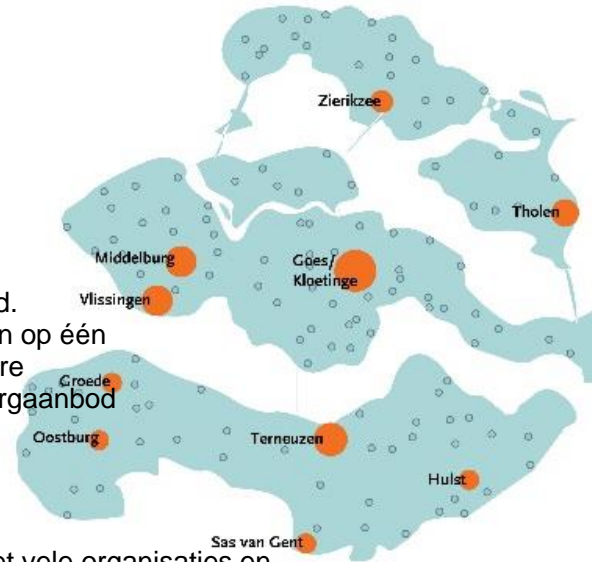 Zierikzee
Tholen
Middelburg
Goes/
Kloetinge
Vlissingen
d.
n op één
re
Groede
rgaanbod
Oostburg
Terneuzen
Hulst
Sas van Gent
et vele organisaties op